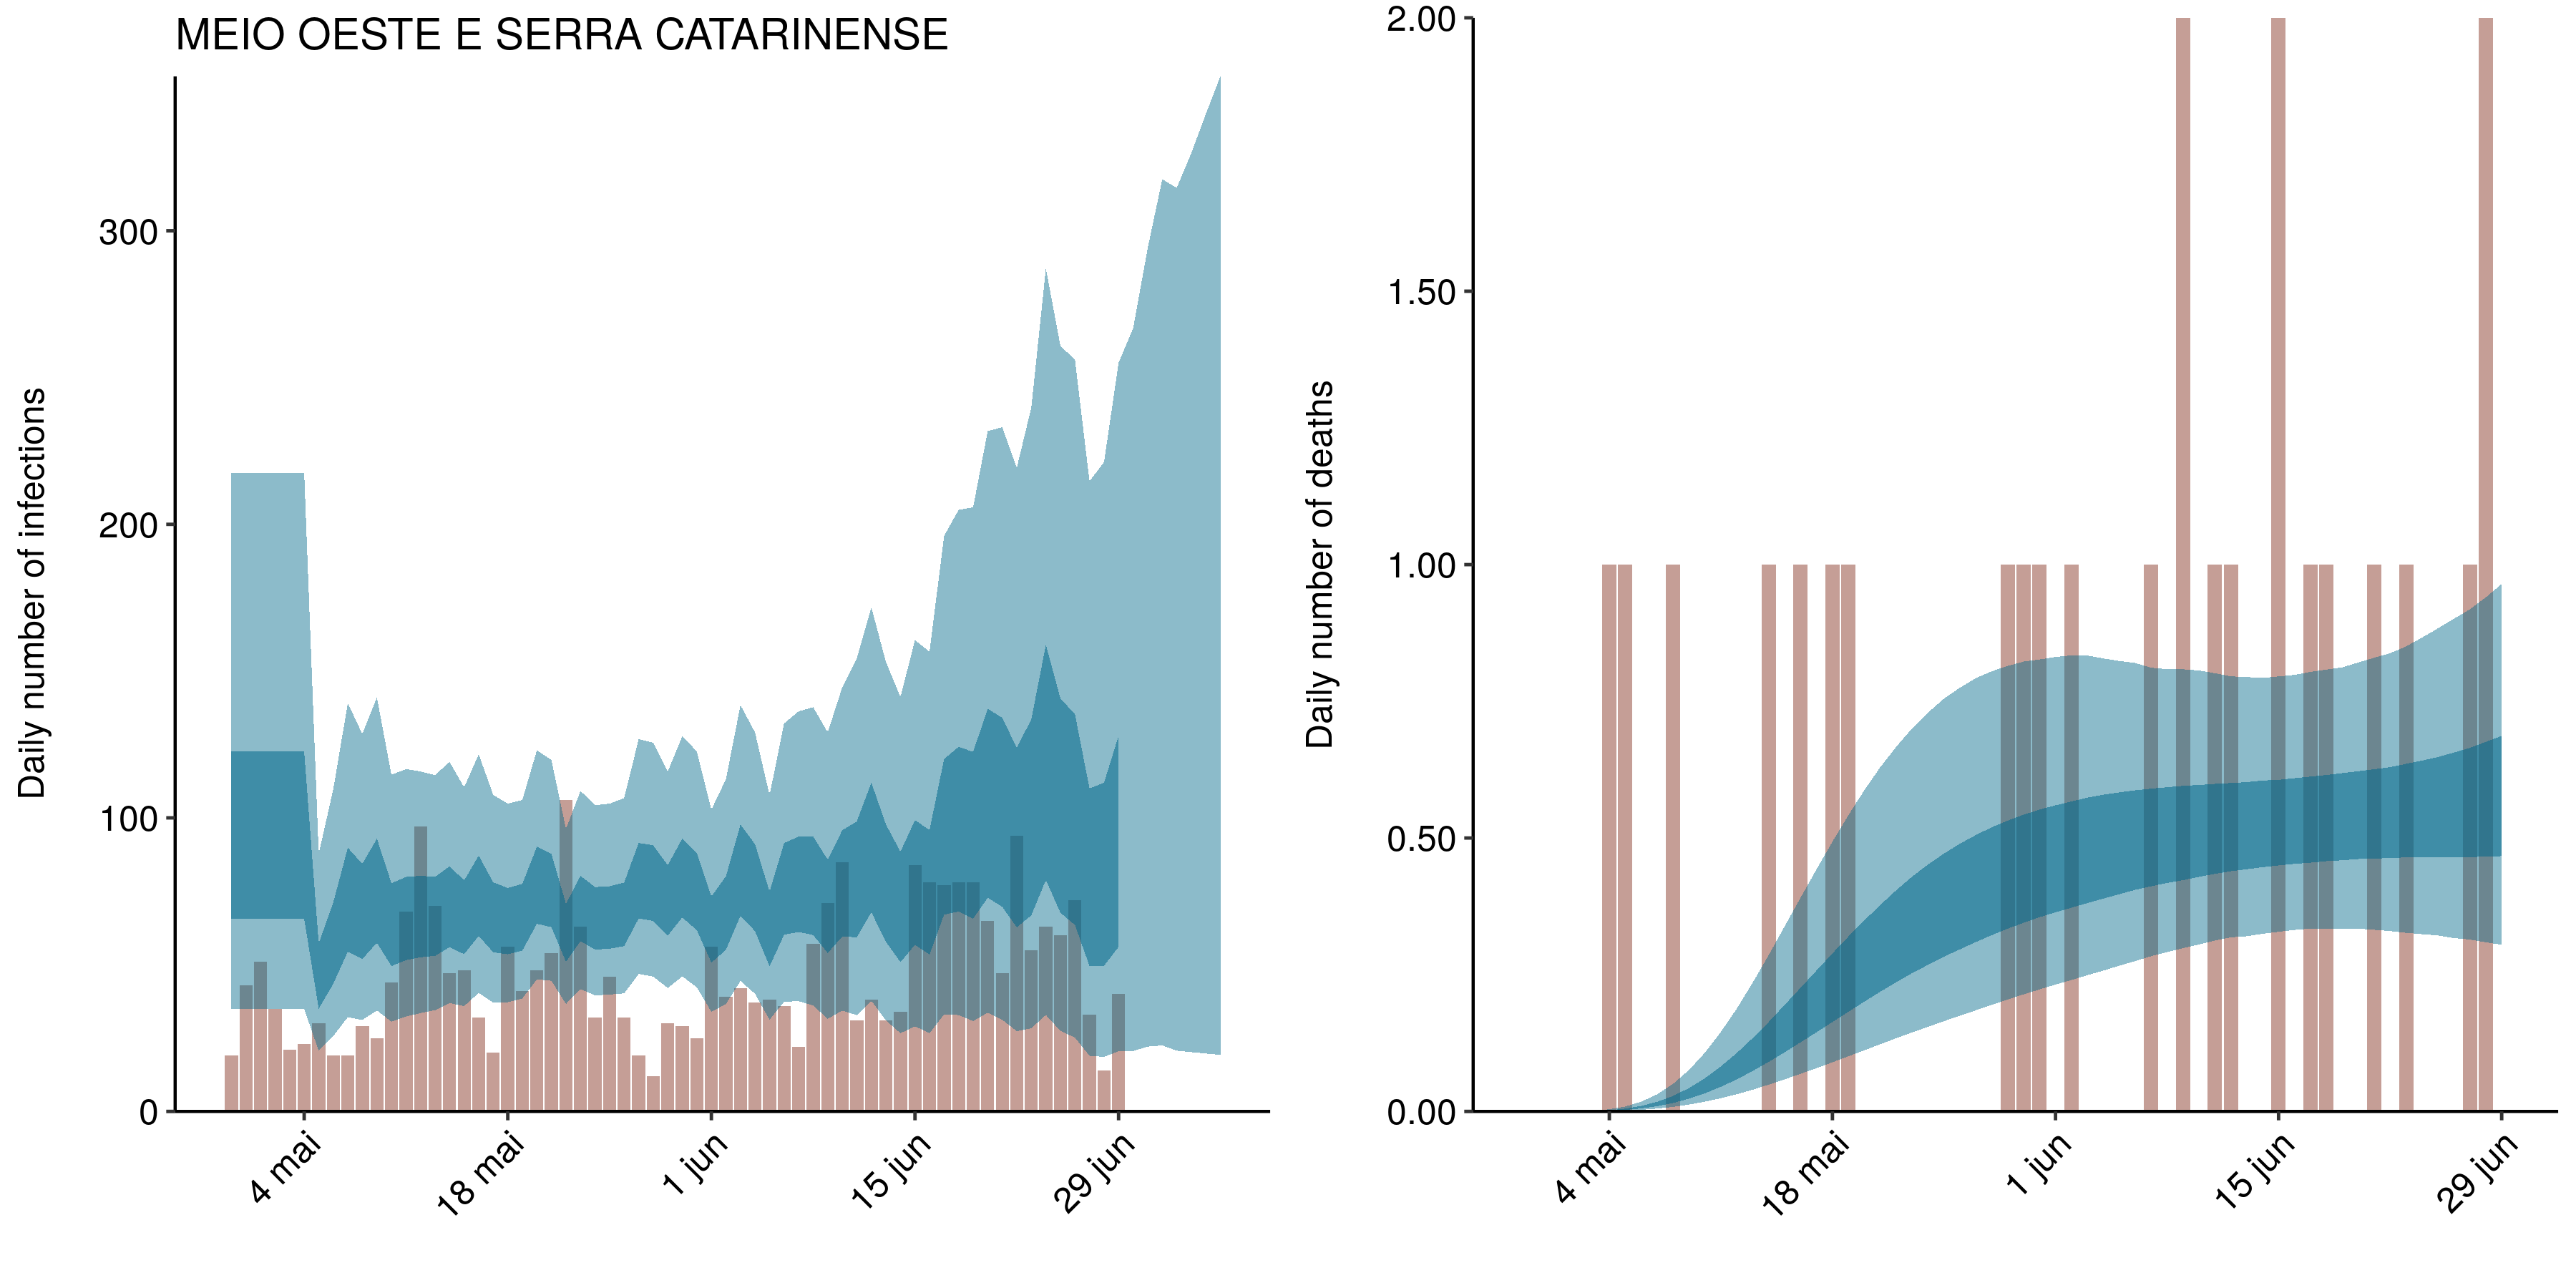 MEIO OESTE E SERRA CATARINENSE
Daily number of infections
300
200
100
0
4 mai
18 mai
1 jun
15 jun
29 jun
Daily number of deaths
2.00
1.50
1.00
0.50
0.00
4 mai
18 mai
1 jun
15 jun
29 jun